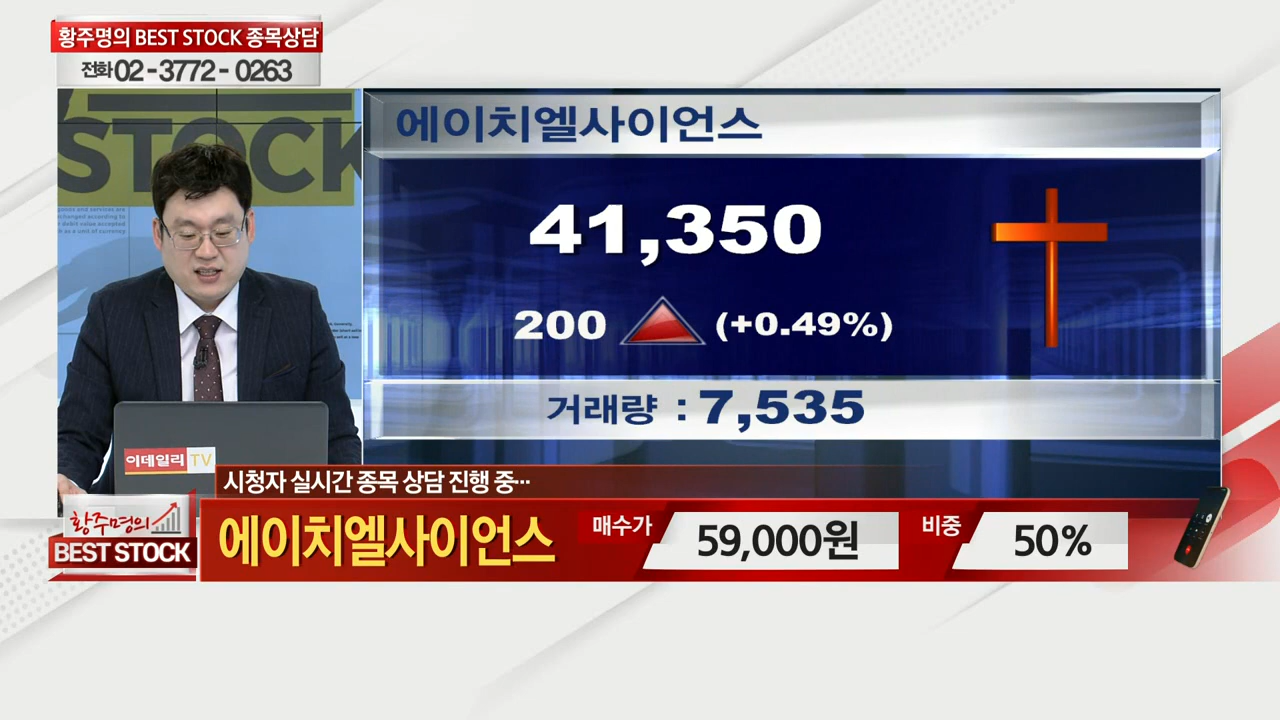 황주명의 BEST STOCK 종목상담
전화 02-3772-0263
STOCK
에이치엘사이언스
41,350
200 (+0.49%)
거래량 : 7,535
이데일리 TV
시청자 실시간 종목 상담 진행 중...
황주명의
BEST STOCK
에이치엘사이언스 매수가 59,000원 비중 50%